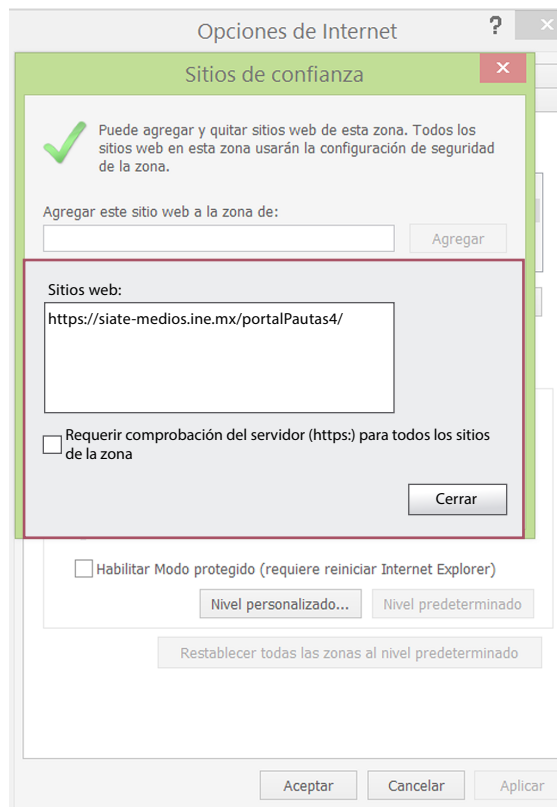 Opciones de Internet
?
Sitios de confianza
Puede agregar y quitar sitios web de esta zona. Todos los
sitios web en esta zona usarán la configuración de seguridad
de la zona.
Agregar este sitio web a la zona de:
Agregar
Sitios web:
https://siate-medios.ine.mx/portalPautas4/
Requerir comprobación del servidor (https:) para todos los sitios
de la zona
Cerrar
Habilitar Modo protegido (requiere reiniciar Internet Explorer)
Nivel personalizado...
Nivel predeterminado
Restablecer todas las zonas al nivel predeterminado
Aceptar
Cancelar
Aplicar